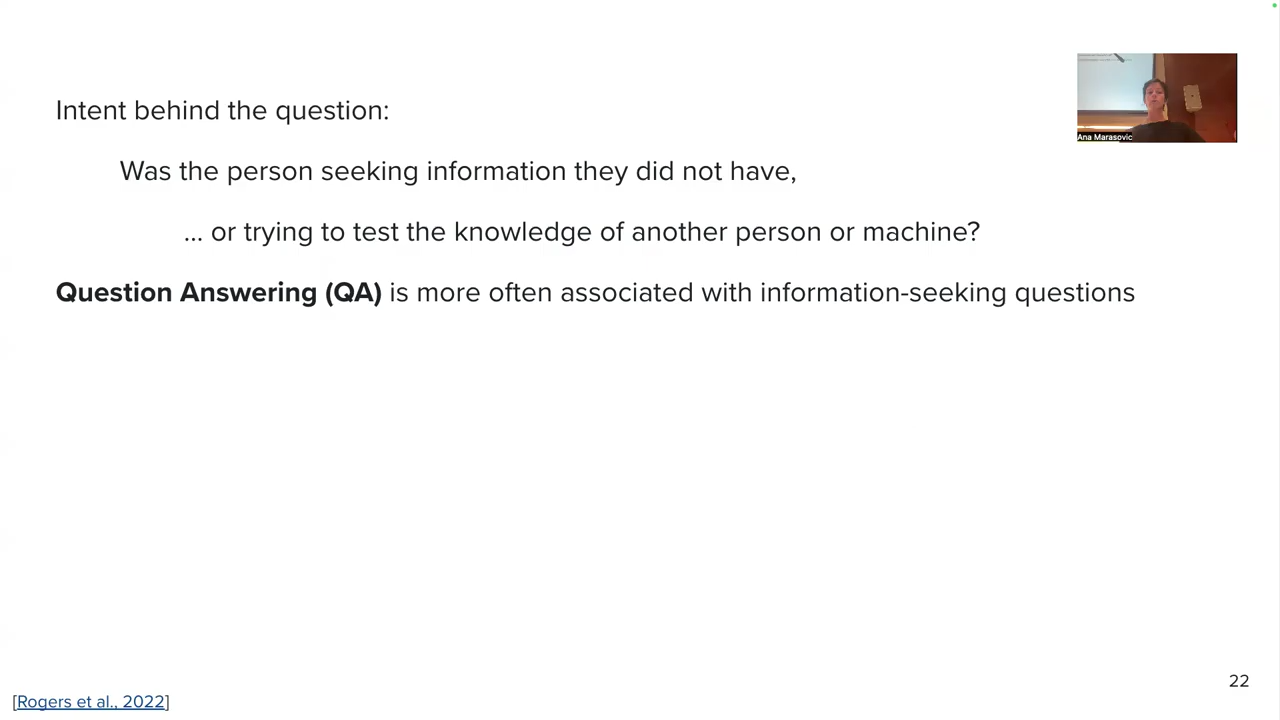 Intent behind the question:
Was the person seeking information they did not have,
... or trying to test the knowledge of another person or machine?
Question Answering (QA) is more often associated with information-seeking questions
Ana Marasovic
22
[Rogers et al., 2022]